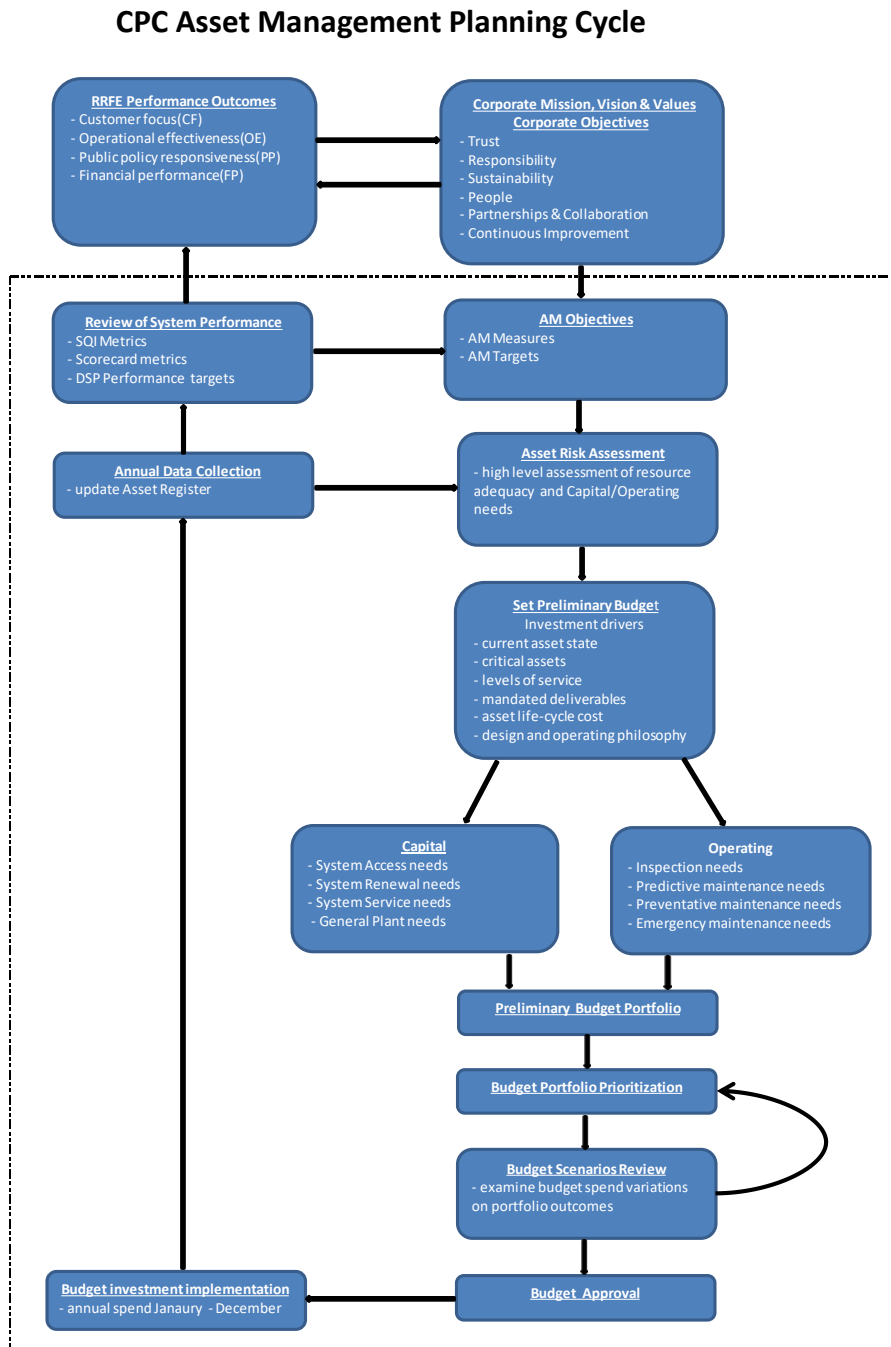 CPC Asset Management Planning Cycle
RRFE Performance Outcomes
- Customer focus(CF)
- Operational effectiveness(OE)
- Public policy responsiveness(PP)
- Financial performance(FP)
Corporate Mission, Vision & Values
Corporate Objectives
- Trust
- Responsibility
- Sustainability
- People
- Partnerships & Collaboration
- Continuous Improvement
Review of System Performance
- SQI Metrics
- Scorecard metrics
- DSP Performance targets
AM Objectives
- AM Measures
- AM Targets
Annual Data Collection
- update Asset Register
Asset Risk Assessment
- high level assessment of resource
adequacy and Capital/Operating
needs
Set Preliminary Budget
Investment drivers
- current asset state
- critical assets
- levels of service
- mandated deliverables
- asset life-cycle cost
- design and operating philosophy
Capital
- System Access needs
- System Renewal needs
- System Service needs
- General Plant needs
Operating
- Inspection needs
- Predictive maintenance needs
- Preventative maintenance needs
- Emergency maintenance needs
Preliminary Budget Portfolio
Budget Portfolio Prioritization
Budget Scenarios Review
- examine budget spend variations
on portfolio outcomes
Budget investment implementation
- annual spend Janaury - December
Budget Approval